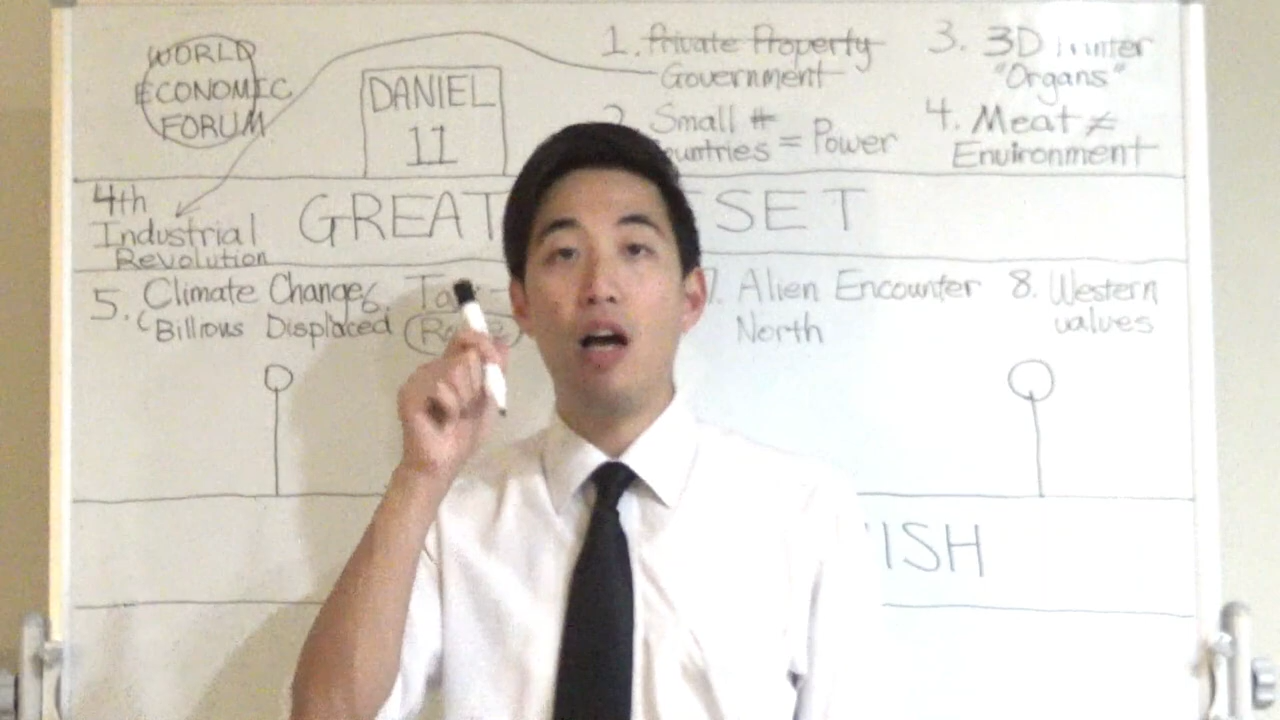 WORLD
ECONOMIC
FORUM
DANIEL
11
1. Private Property
Government
Small #
= Power
3. 3D
"Organs"
4. Meat ≠
Environment
4th
Industrial
Revolution
GREAT
SET
5. Climate Change
Billions Displaced
6.
7. Alien Encounter
North
8. Western
values
ISH